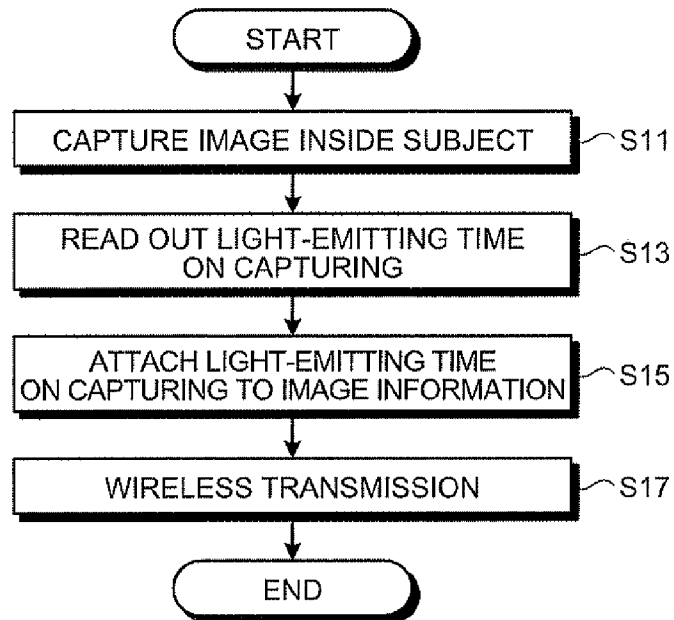 START
CAPTURE IMAGE INSIDE SUBJECT
S11
READ OUT LIGHT-EMITTING TIME
ON CAPTURING
S13
ATTACH LIGHT-EMITTING TIME
ON CAPTURING TO IMAGE INFORMATION
S15
WIRELESS TRANSMISSION
S17
END